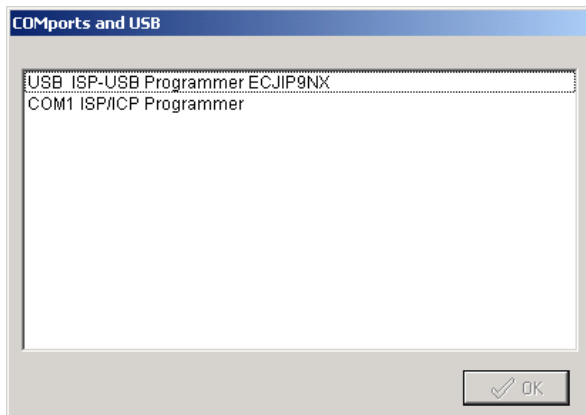 COMports and USB
USB ISP-USB Programmer ECJIP9NX
COM1 ISP/ICP Programmer
OK